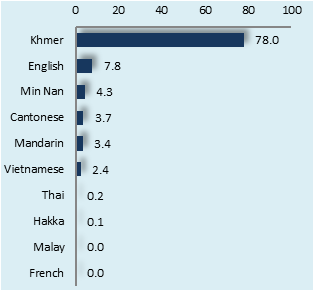 0 20 40 60 80 100
Khmer 78.0
English 7.8
Min Nan 4.3
Cantonese 3.7
Mandarin 3.4
Vietnamese 2.4
Thai 0.2
Hakka 0.1
Malay 0.0
French 0.0